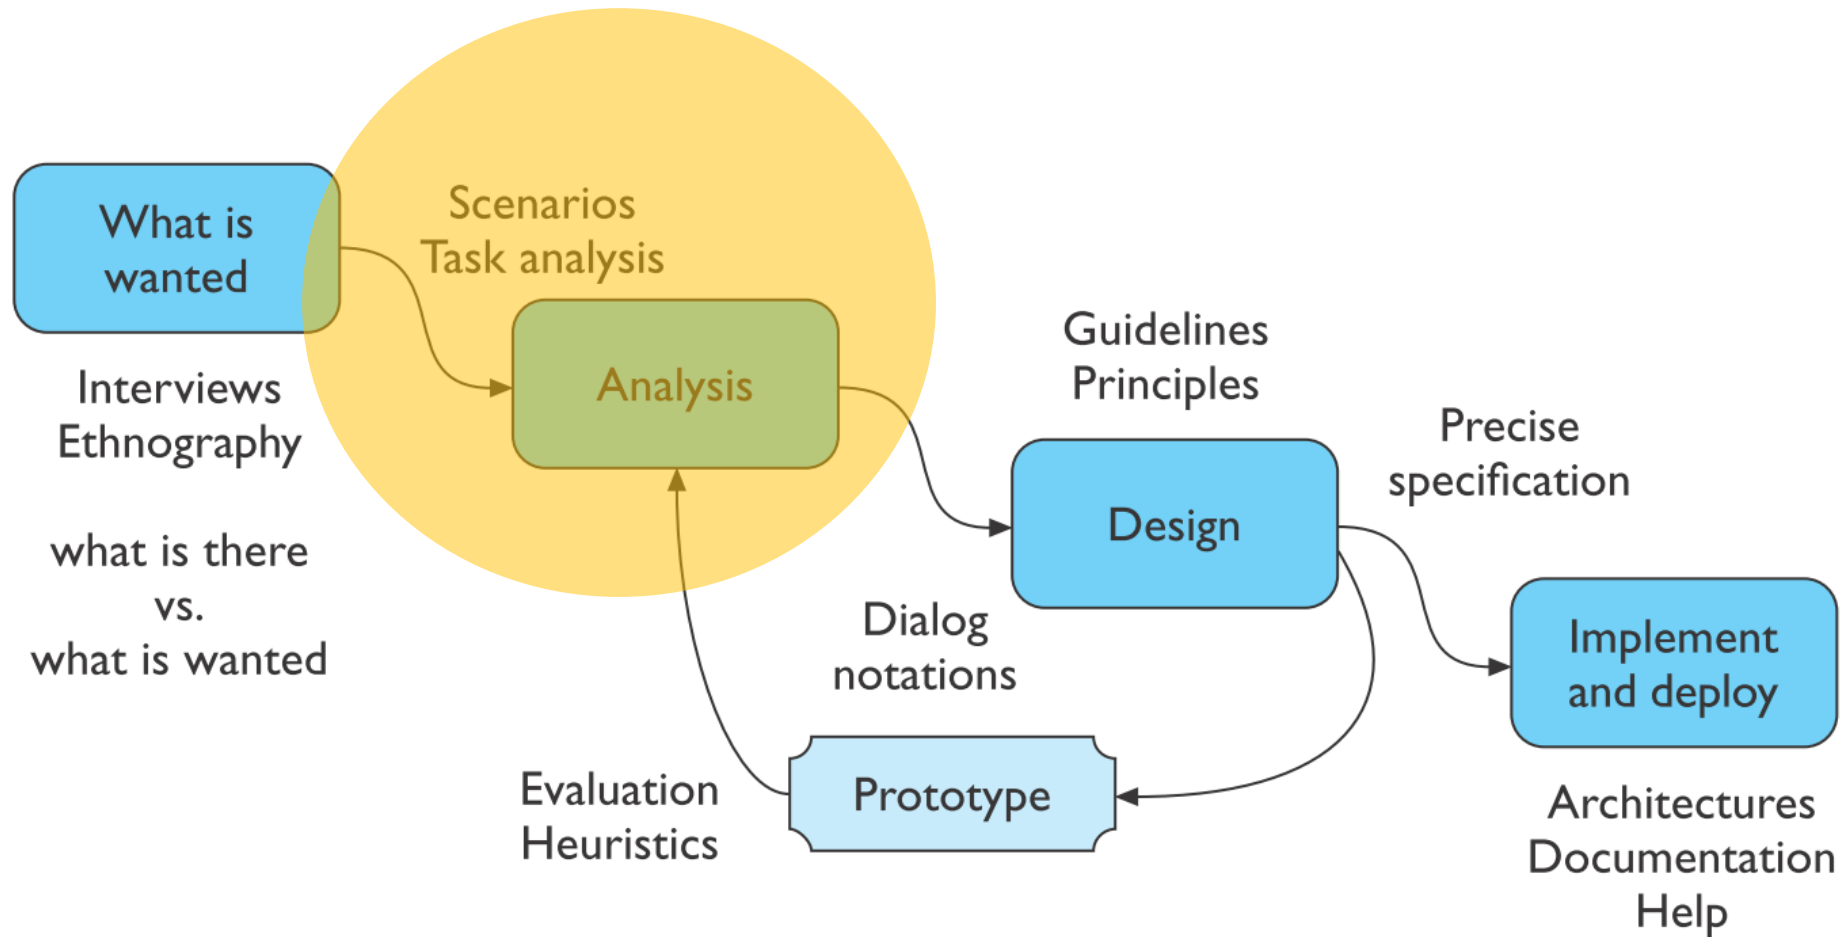 What is
wanted
Interviews
Ethnography
what is there
vs.
what is wanted
Scenarios
Task analysis
Analysis
Guidelines
Principles
Design
Precise
specification
Dialog
notations
Prototype
Evaluation
Heuristics
Implement
and deploy
Architectures
Documentation
Help